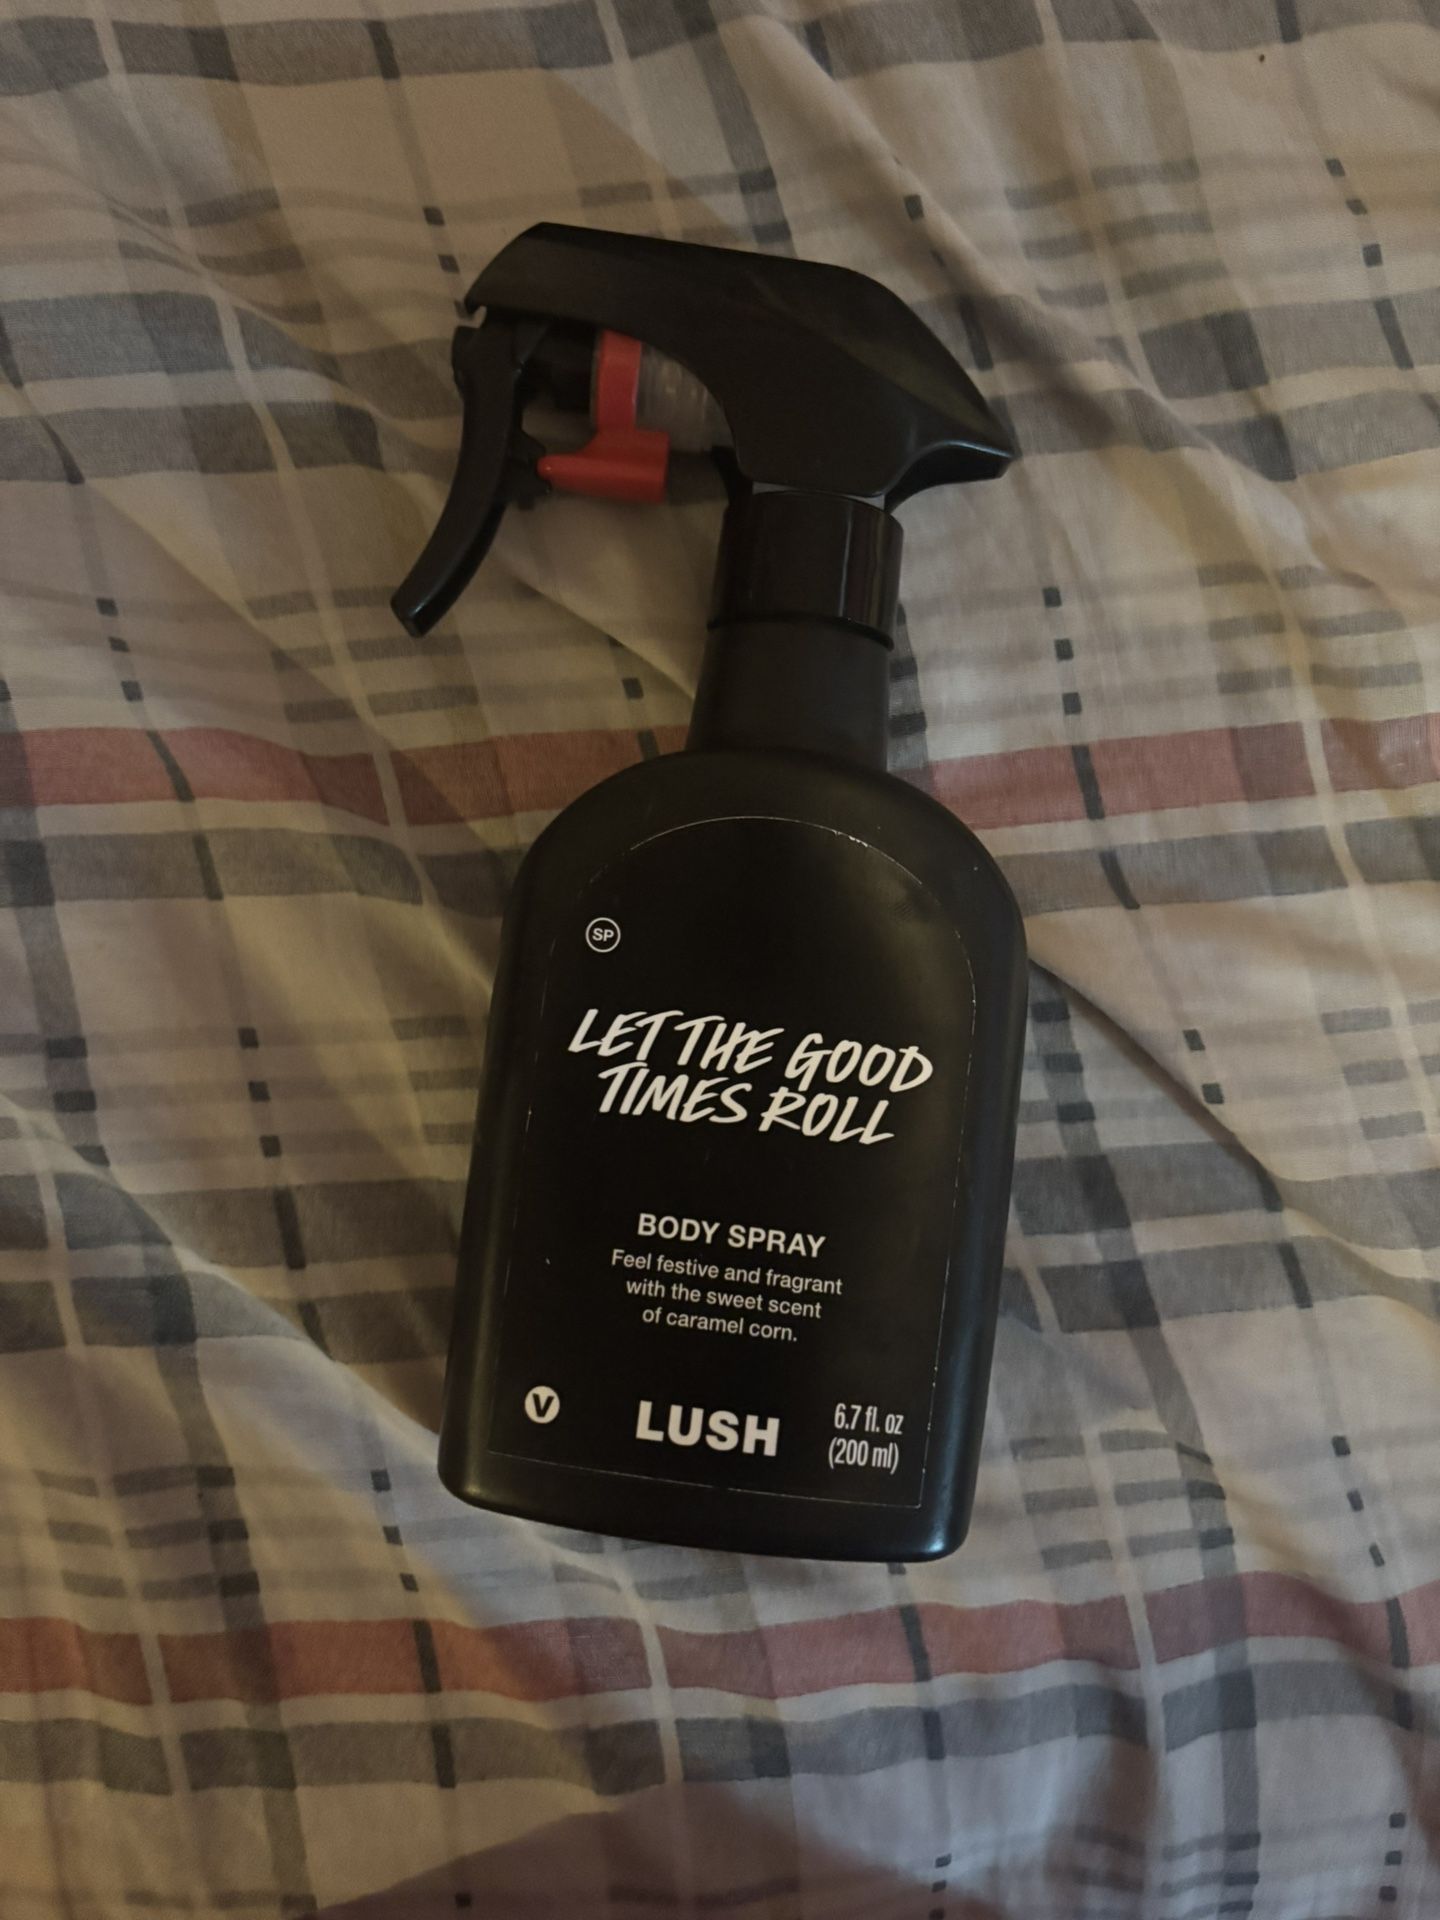 SP
LET THE GOOD
TIMES ROLL
BODY SPRAY
Feel festive and fragrant
with the sweet scent
of caramel corn.
V
LUSH
6.7 fl. oz
(200 ml)